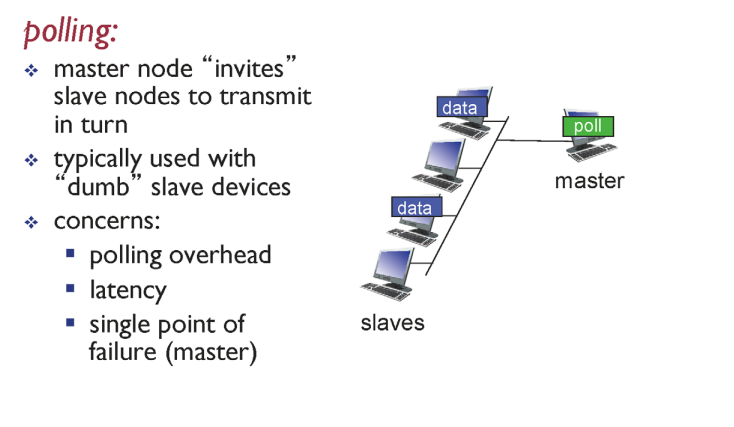 polling:
❖ master node “invites”
slave nodes to transmit
in turn
❖ typically used with
“dumb” slave devices
❖ concerns:
▪ polling overhead
▪ latency
▪ single point of
failure (master)
data
poll
master
data
slaves